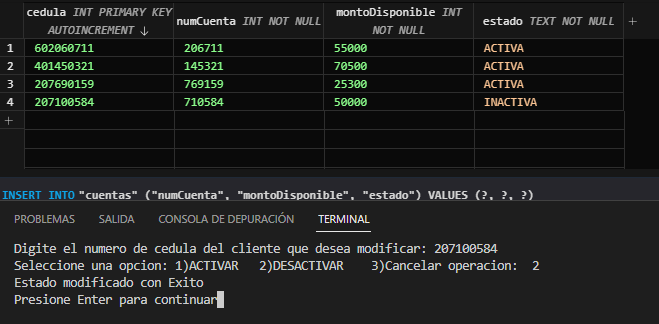 cedula INT PRIMARY KEY AUTOINCREMENT ↓ numCuenta INT NOT NULL montoDisponible INT NOT NULL estado TEXT NOT NULL +
1 602060711 206711 55000 ACTIVA
2 401450321 145321 70500 ACTIVA
3 207690159 769159 25300 ACTIVA
4 207100584 710584 50000 INACTIVA
+
INSERT INTO "cuentas" ("numCuenta", "montoDisponible", "estado") VALUES (?, ?, ?)
PROBLEMAS SALIDA CONSOLA DE DEPURACIÓN TERMINAL
Digite el numero de cedula del cliente que desea modificar: 207100584
Seleccione una opcion: 1)ACTIVAR 2)DESACTIVAR 3)Cancelar operacion: 2
Estado modificado con Exito
Presione Enter para continuar